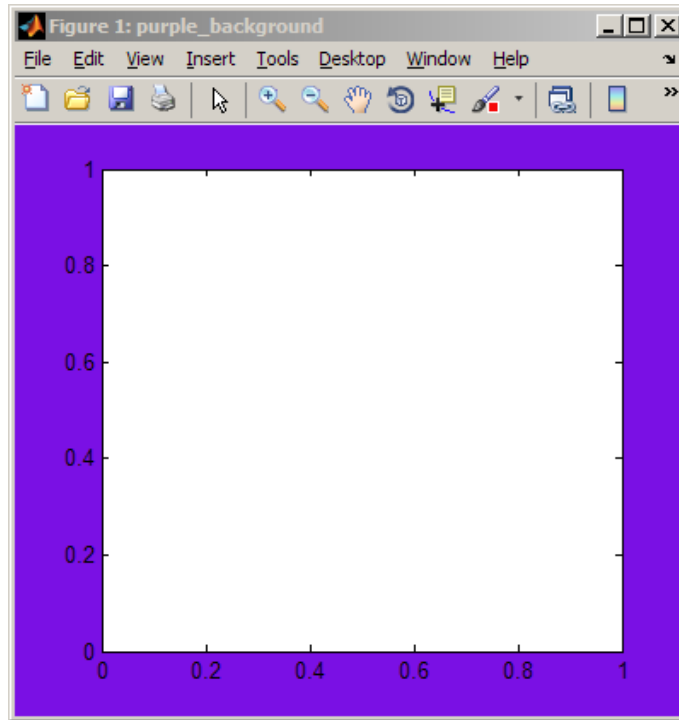 Figure 1: purple_background
File Edit View Insert Tools Desktop Window Help
1
0.8
0.6
0.4
0.2
0
0 0.2 0.4 0.6 0.8 1